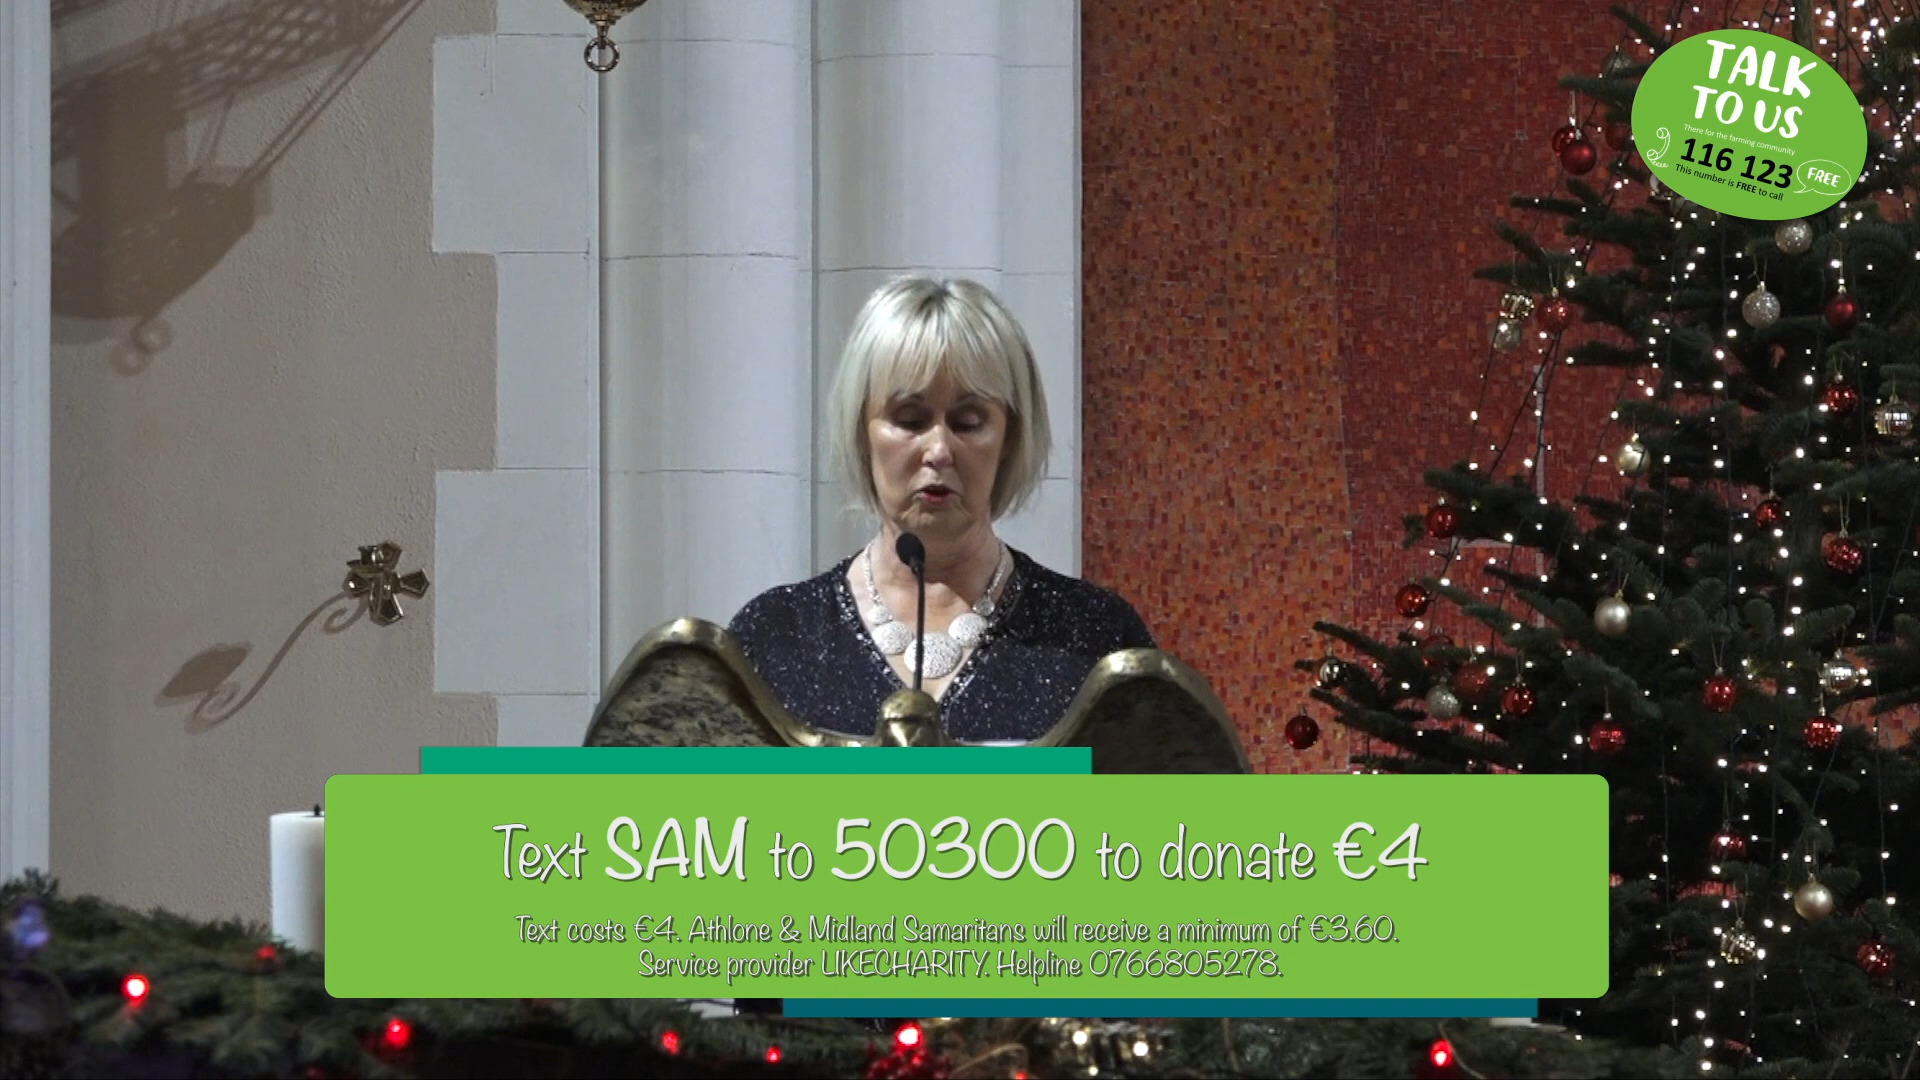 TALK
TO US
There for the farming community
116 123
FREE
This number is FREE to call
Text SAM to 50300 to donate €4
Text costs €4. Athlone & Midland Samaritans will receive a minimum of €3.60.
Service provider LIKECHARITY. Helpline 0766805278.